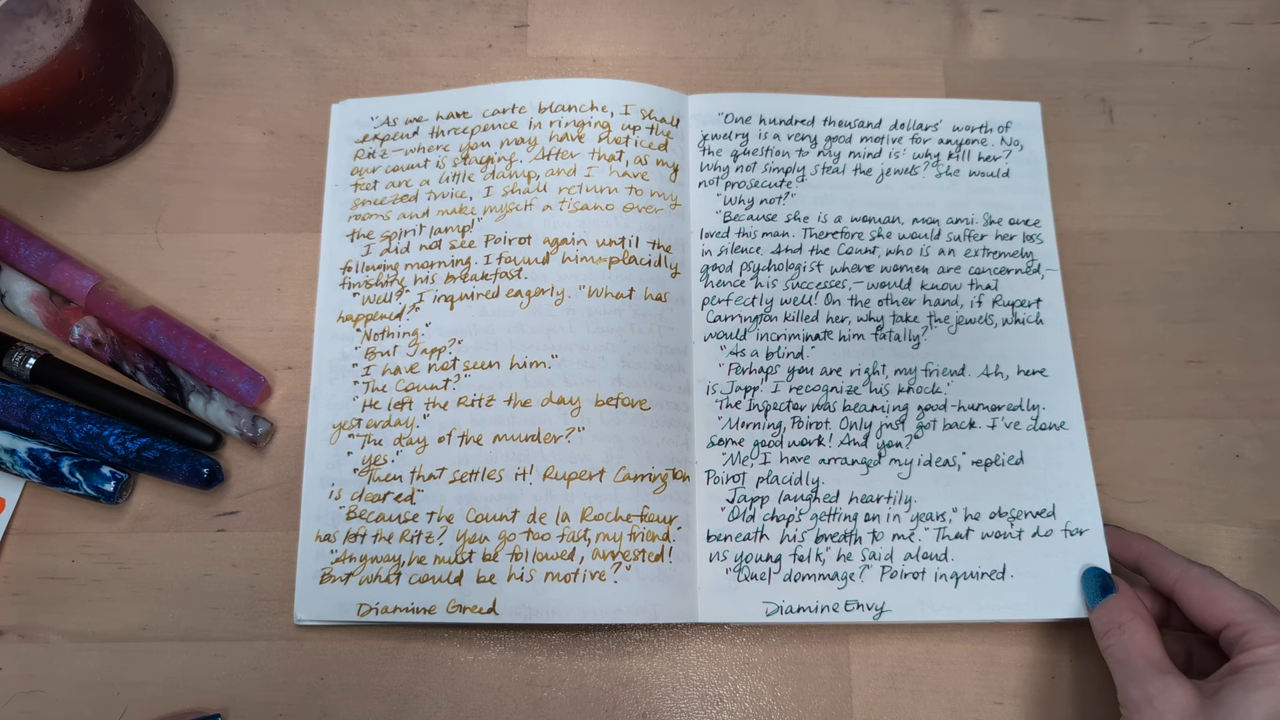 "As we have carte blanche, I shall
expend threepence in ringing up the
Ritz—where you may have noticed
our count is staying. After that, as my
feet are a little damp, and I have
sneezed twice, I shall return to my
rooms and make myself a tisane over
the spirit lamp!"
I did not see Poirot again until the
following morning. I found him placidly
finishing his breakfast.
"Well?" I inquired eagerly. "What has
happened?"
"Nothing."
"But Japp?"
"I have not seen him."
"The Count?"
"He left the Ritz the day before
yesterday."
"The day of the murder?"
"Yes."
"Then that settles it! Rupert Carrington
is cleared"
"Because the Count de la Rochefour
has left the Ritz? You go too fast, my friend."
"Anyway, he must be followed, arrested!
But what could be his motive?"
Diamine Greed
"One hundred thousand dollars' worth of
jewelry is a very good motive for anyone. No,
the question to my mind is: why kill her?
Why not simply steal the jewels? She would
not prosecute."
"Why not?"
"Because she is a woman, mon ami. She once
loved this man. Therefore she would suffer her loss
in silence. And the Count, who is an extremely
good psychologist where women are concerned,—
hence his successes,—would know that
perfectly well! On the other hand, if Rupert
Carrington killed her, why take the jewels, which
would incriminate him fatally?"
"As a blind."
"Perhaps you are right, my friend. Ah, here
is Japp! I recognize his knock."
The Inspector was beaming good-humoredly.
"Morning, Poirot. Only just got back. I've done
some good work! And you?"
"Me, I have arranged my ideas," replied
Poirot placidly.
Japp laughed heartily.
"Old chap's getting on in years," he observed
beneath his breath to me. "That won't do for
us young folk," he said aloud.
"Quel dommage?" Poirot inquired.
Diamine Envy